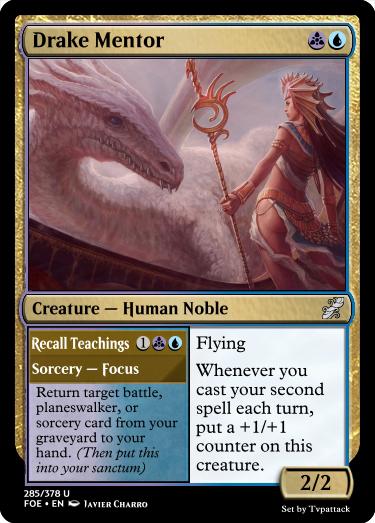 Drake Mentor
Creature — Human Noble
Recall Teachings 1
Sorcery — Focus
Return target battle,
planeswalker, or
sorcery card from your
graveyard to your
hand. (Then put this
into your sanctum)
Flying
Whenever you
cast your second
spell each turn,
put a +1/+1
counter on this
creature.
2/2
285/378 U
FOE • EN Javier Charro
Set by Tvpattack